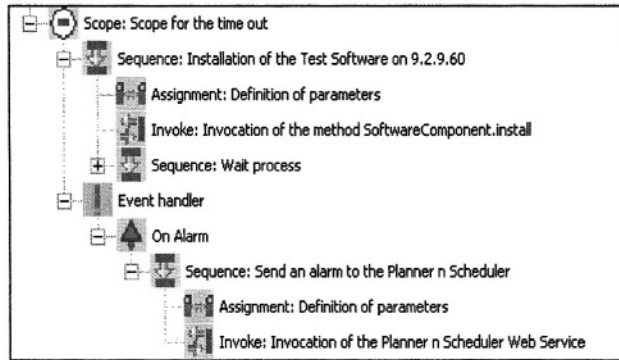 Scope: Scope for the time out
Sequence: Installation of the Test Software on 9.2.9.60
Assignment: Definition of parameters
Invoke: Invocation of the method SoftwareComponent.install
Sequence: Wait process
Event handler
On Alarm
Sequence: Send an alarm to the Planner n Scheduler
Assignment: Definition of parameters
Invoke: Invocation of the Planner n Scheduler Web Service